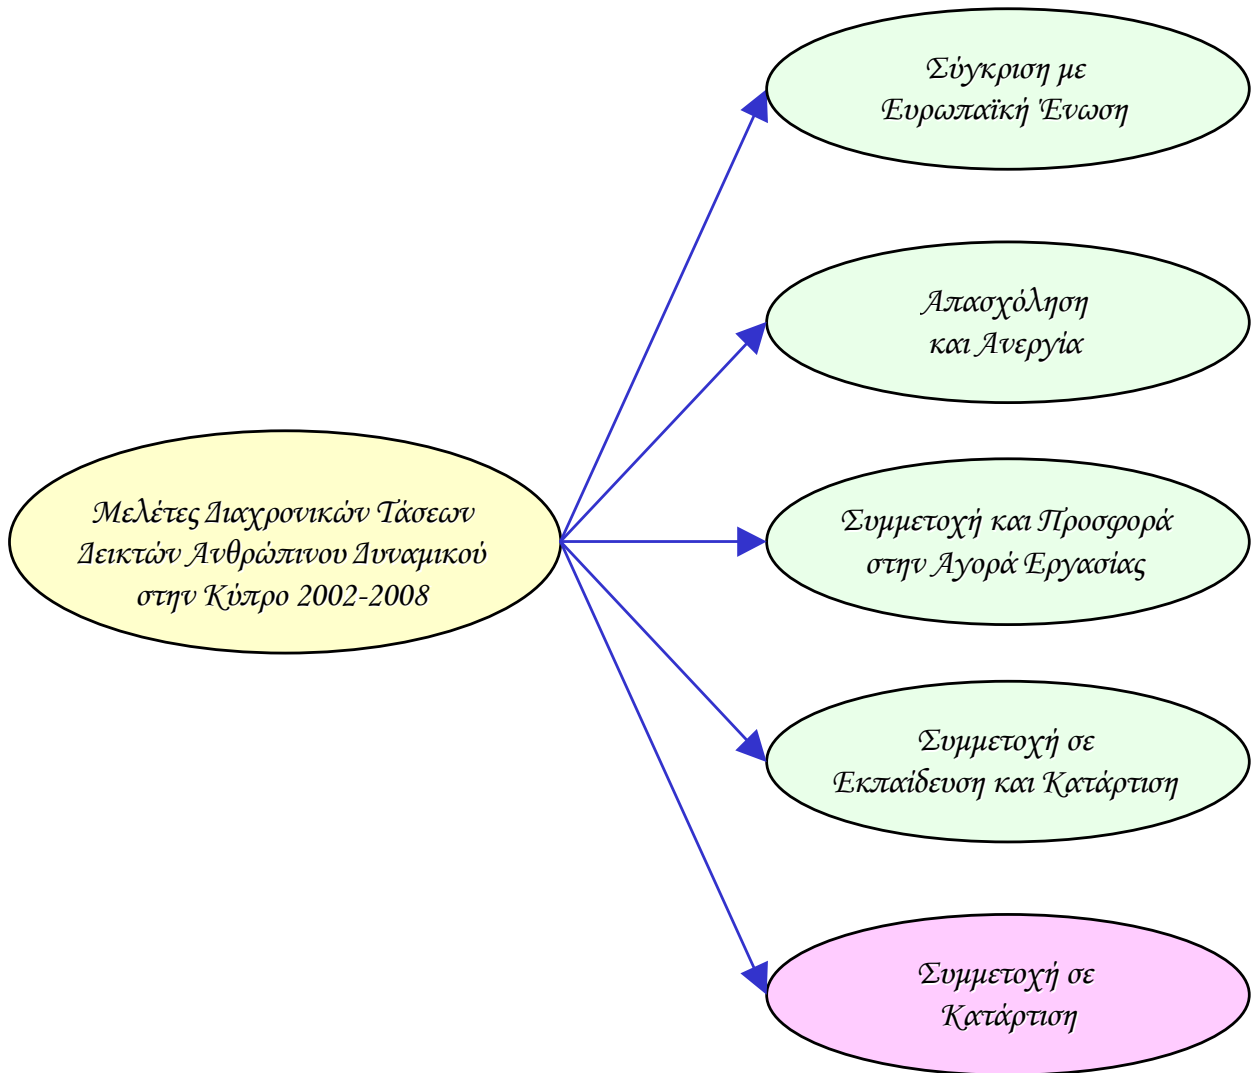 Σύγκριση με
Ευρωπαϊκή Ένωση
Απασχόληση
και Ανεργία
Μελέτες Διαχρονικών Τάσεων
Δεικτών Ανθρώπινου Δυναμικού
στην Κύπρο 2002-2008
Συμμετοχή και Προσφορά
στην Αγορά Εργασίας
Συμμετοχή σε
Εκπαίδευση και Κατάρτιση
Συμμετοχή σε
Κατάρτιση